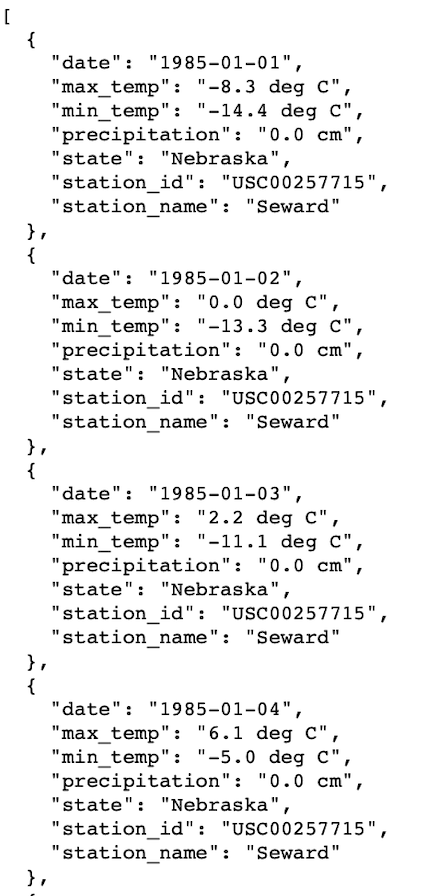 [
  {
    "date": "1985-01-01",
    "max_temp": "-8.3 deg C",
    "min_temp": "-14.4 deg C",
    "precipitation": "0.0 cm",
    "state": "Nebraska",
    "station_id": "USC00257715",
    "station_name": "Seward"
  },
  {
    "date": "1985-01-02",
    "max_temp": "0.0 deg C",
    "min_temp": "-13.3 deg C",
    "precipitation": "0.0 cm",
    "state": "Nebraska",
    "station_id": "USC00257715",
    "station_name": "Seward"
  },
  {
    "date": "1985-01-03",
    "max_temp": "2.2 deg C",
    "min_temp": "-11.1 deg C",
    "precipitation": "0.0 cm",
    "state": "Nebraska",
    "station_id": "USC00257715",
    "station_name": "Seward"
  },
  {
    "date": "1985-01-04",
    "max_temp": "6.1 deg C",
    "min_temp": "-5.0 deg C",
    "precipitation": "0.0 cm",
    "state": "Nebraska",
    "station_id": "USC00257715",
    "station_name": "Seward"
  },